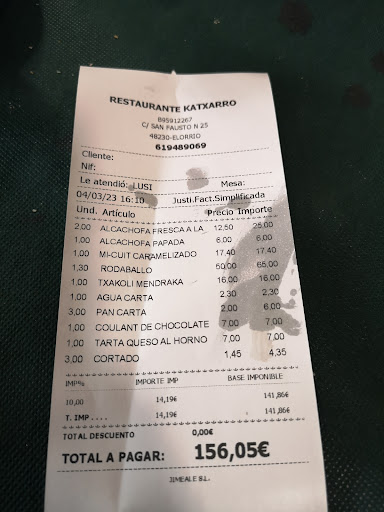 RESTAURANTE KATXARRO
B95912267
C/ SAN FAUSTO N 25
48230-ELORRIO
619489069
Cliente:
Nif:
Le atendió: LUSI Mesa:
04/03/23 16:10 Justi.Fact.Simplificada
Und. Artículo Precio Importe
2,00 ALCACHOFA FRESCA A LA 12,50 25,00
1,00 ALCACHOFA PAPADA 6,00 6,00
1,00 MI-CUIT CARAMELIZADO 17,40 17,40
1,30 RODABALLO 50,00 65,00
1,00 TXAKOLI MENDRAKA 16,00 16,00
1,00 AGUA CARTA 2,30 2,30
3,00 PAN CARTA 2,00 6,00
1,00 COULANT DE CHOCOLATE 7,00 7,00
1,00 TARTA QUESO AL HORNO 7,00 7,00
3,00 CORTADO 1,45 4,35
IMP% IMPORTE IMP BASE IMPONIBLE
10,00 14,19€ 141,86€
T. IMP .... 14,19€ 141,86€
TOTAL DESCUENTO 0,00€
TOTAL A PAGAR: 156,05€
JIMEALE S.L.